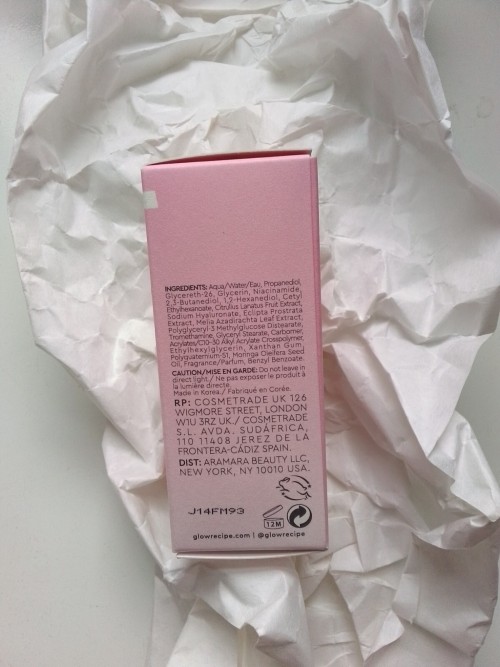 INGREDIENTS: Aqua/Water/Eau, Propanediol,
Glycereth-26, Glycerin, Niacinamide,
2,3-Butanediol, 1,2-Hexanediol, Cetyl
Ethylhexanoate, Citrullus Lanatus Fruit Extract,
Sodium Hyaluronate, Eclipta Prostrata
Extract, Melia Azadirachta Leaf Extract,
Polyglyceryl-3 Methylglucose Distearate,
Tromethamine, Glyceryl Stearate, Carbomer,
Acrylates/C10-30 Alkyl Acrylate Crosspolymer,
Ethylhexylglycerin, Xanthan Gum,
Polyquaternium-51, Moringa Oleifera Seed
Oil, Fragrance/Parfum, Benzyl Benzoate.
CAUTION/MISE EN GARDE: Do not leave in
direct light / Ne pas exposer le produit à
la lumière directe.
Made in Korea./ Fabriqué en Corée.
RP: COSMETRADE UK 126
WIGMORE STREET, LONDON
W1U 3RZ UK./ COSMETRADE
S.L. AVDA. SUDÁFRICA,
110 11408 JEREZ DE LA
FRONTERA-CÁDIZ SPAIN.
DIST: ARAMARA BEAUTY LLC,
NEW YORK, NY 10010 USA.
J14FM93
12M
glowrecipe.com | @glowrecipe